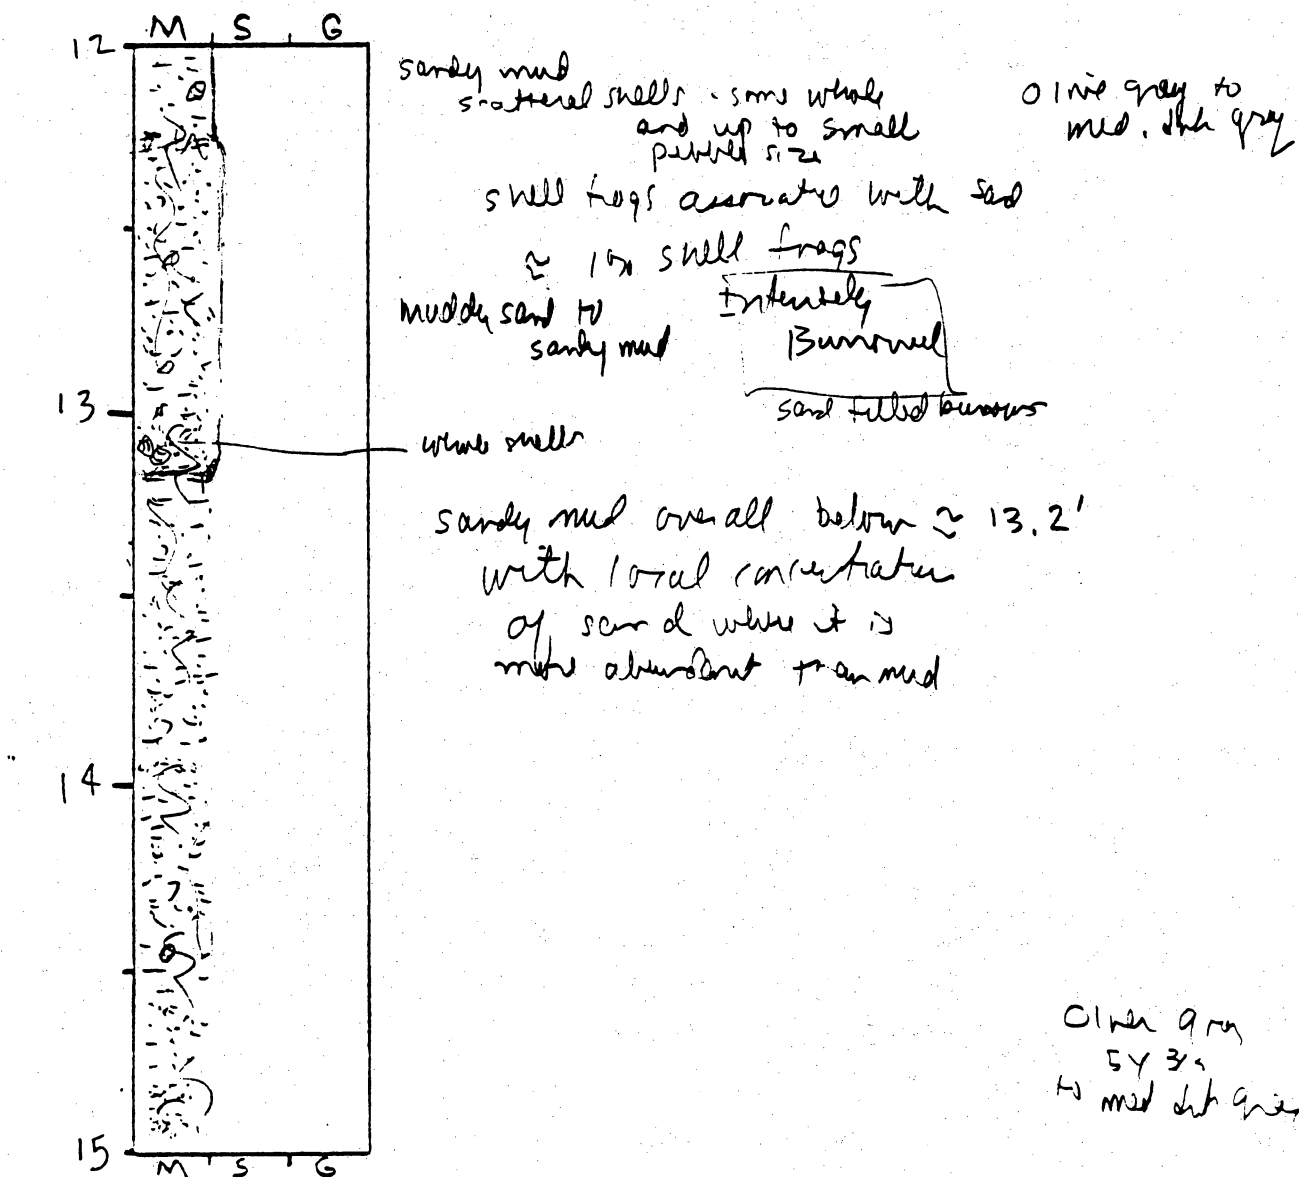 M S G
12
sandy mud
scattered shells - some whole
and up to small
pebble size
olive gray to
med. drk gray
shell frags associated with sand
≈ 1% shell frags
muddy sand to
sandy mud
Intensely
Burrowed
sand filled burrows
13
whole shells
sandy mud overall below ≈ 13.2'
with local concentration
of sand where it is
more abundant than mud
14
Olive gray
5Y 3/2
to med drk gray
15
M S G